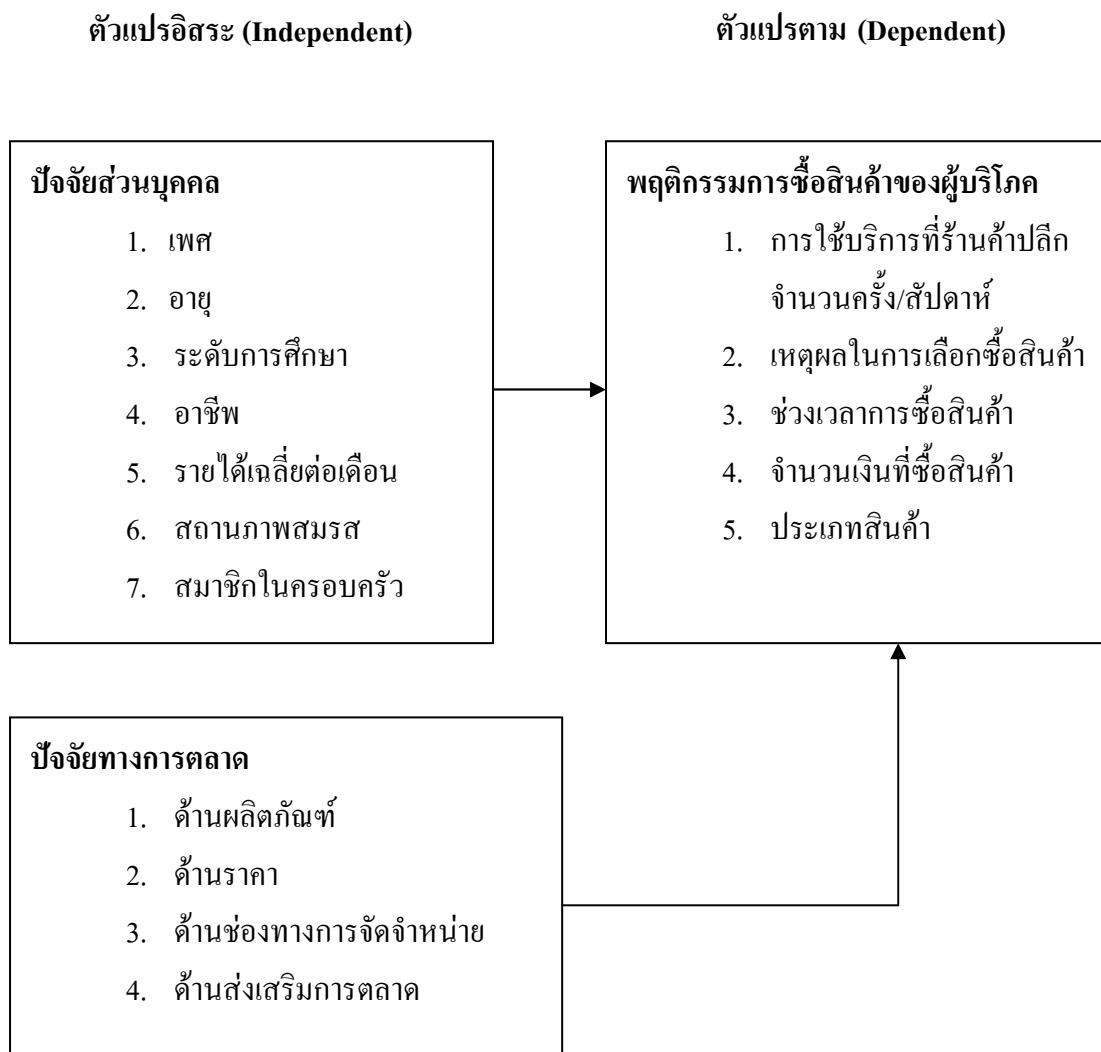 ตัวแปรอิสระ (Independent)
ตัวแปรตาม (Dependent)
ปัจจัยส่วนบุคคล
1. เพศ
2. อายุ
3. ระดับการศึกษา
4. อาชีพ
5. รายได้เฉลี่ยต่อเดือน
6. สถานภาพสมรส
7. สมาชิกในครอบครัว
พฤติกรรมการซื้อสินค้าของผู้บริโภค
1. การใช้บริการที่ร้านค้าปลีก
จำนวนครั้ง/สัปดาห์
2. เหตุผลในการเลือกซื้อสินค้า
3. ช่วงเวลาการซื้อสินค้า
4. จำนวนเงินที่ซื้อสินค้า
5. ประเภทสินค้า
ปัจจัยทางการตลาด
1. ด้านผลิตภัณฑ์
2. ด้านราคา
3. ด้านช่องทางการจัดจำหน่าย
4. ด้านส่งเสริมการตลาด